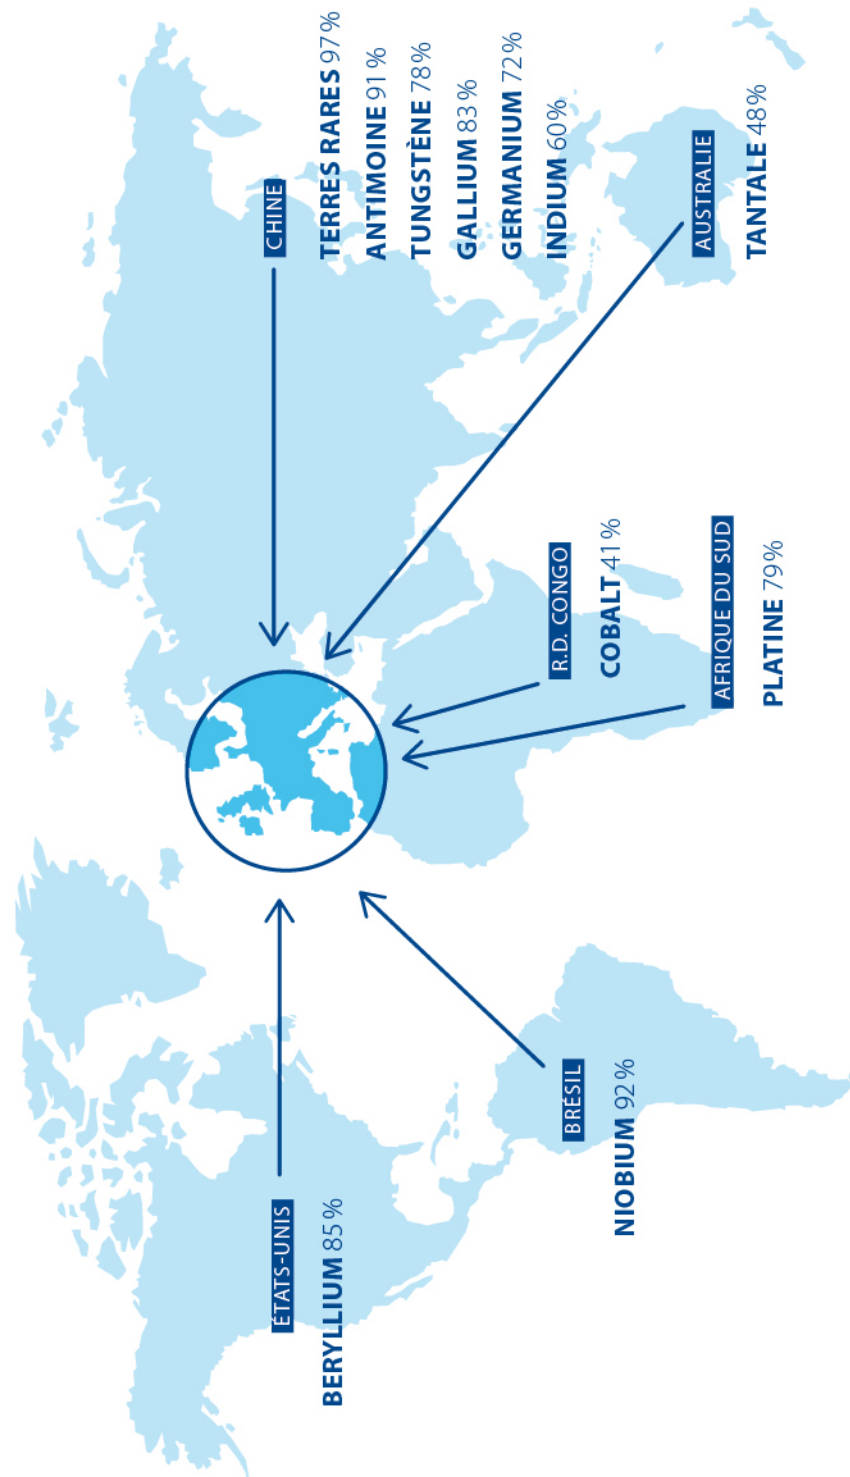 ÉTATS-UNIS
BERYLLIUM 85 %
BRÉSIL
NIOBIUM 92 %
R.D. CONGO
COBALT 41 %
AFRIQUE DU SUD
PLATINE 79 %
CHINE
TERRES RARES 97 %
ANTIMOINE 91 %
TUNGSTÈNE 78 %
GALLIUM 83 %
GERMANIUM 72 %
INDIUM 60 %
AUSTRALIE
TANTALE 48 %